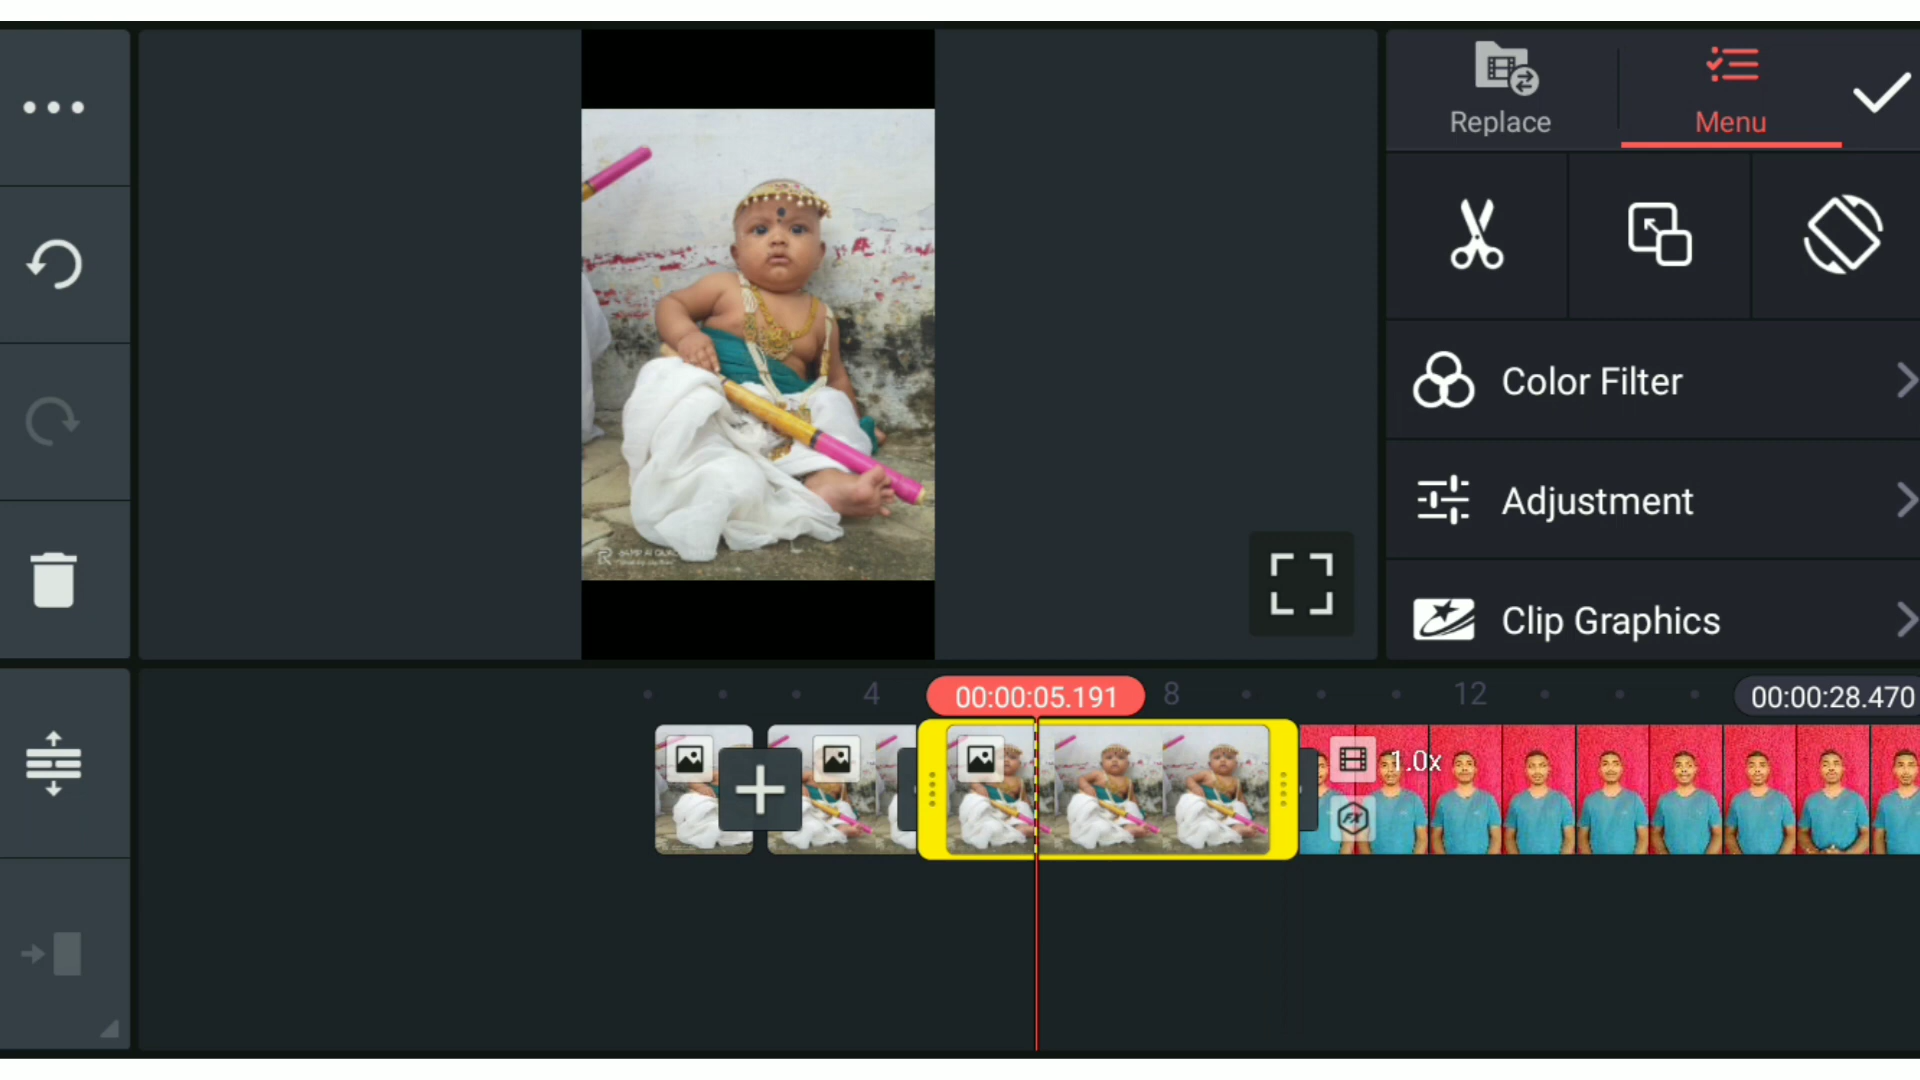 Replace
Menu
Color Filter
Adjustment
Clip Graphics
4
00:00:05.191
8
12
00:00:28.470
1.0x
FX